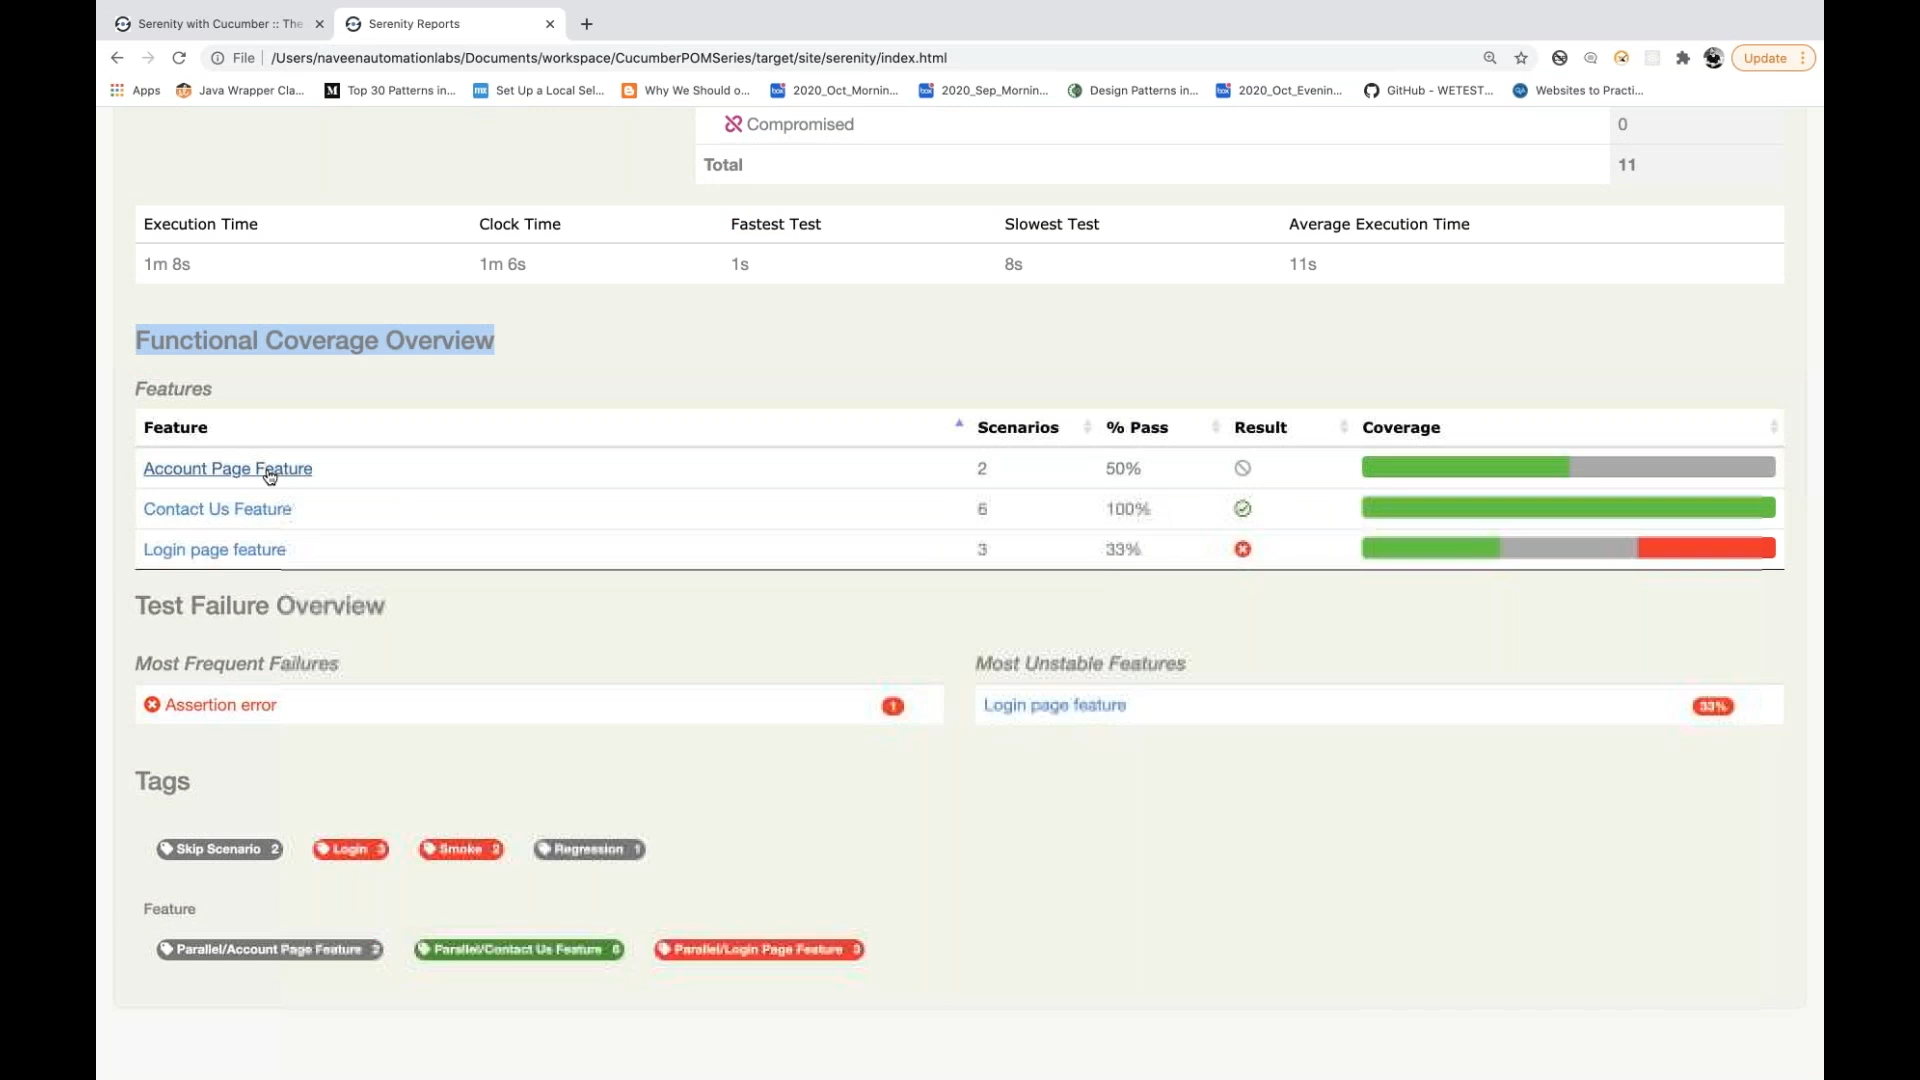 Serenity with Cucumber :: The
Serenity Reports
File /Users/naveenautomationlabs/Documents/workspace/CucumberPOMSeries/target/site/serenity/index.html
Update
Apps Java Wrapper Cla... Top 30 Patterns in... Set Up a Local Sel... Why We Should o... 2020_Oct_Mornin... 2020_Sep_Mornin... Design Patterns in... 2020_Oct_Evenin... GitHub - WETEST... Websites to Practi...
Compromised 0
Total 11
Execution Time Clock Time Fastest Test Slowest Test Average Execution Time
1m 8s 1m 6s 1s 8s 11s
Functional Coverage Overview
Features
Feature Scenarios % Pass Result Coverage
Account Page Feature 2 50%
Contact Us Feature 6 100%
Login page feature 3 33%
Test Failure Overview
Most Frequent Failures Most Unstable Features
Assertion error 1 Login page feature 33%
Tags
Skip Scenario 2 Login 3 Smoke 2 Regression 1
Feature
Parallel/Account Page Feature 2 Parallel/Contact Us Feature 6 Parallel/Login Page Feature 3